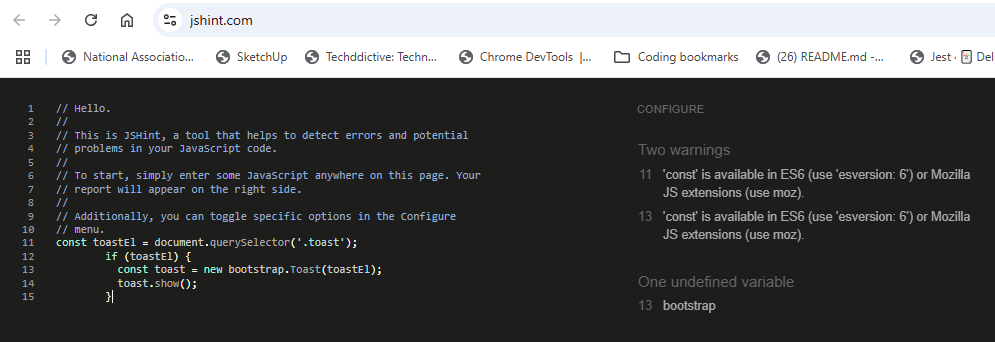 jshint.com
National Associatio...
SketchUp
Techddictive: Techn...
Chrome DevTools |...
Coding bookmarks
(26) README.md -...
Jest ·
Del
1 // Hello.
2 //
3 // This is JSHint, a tool that helps to detect errors and potential
4 // problems in your JavaScript code.
5 //
6 // To start, simply enter some JavaScript anywhere on this page. Your
7 // report will appear on the right side.
8 //
9 // Additionally, you can toggle specific options in the Configure
10 // menu.
11 const toastEl = document.querySelector('.toast');
12 if (toastEl) {
13 const toast = new bootstrap.Toast(toastEl);
14 toast.show();
15 }
CONFIGURE
Two warnings
11 'const' is available in ES6 (use 'esversion: 6') or Mozilla
JS extensions (use moz).
13 'const' is available in ES6 (use 'esversion: 6') or Mozilla
JS extensions (use moz).
One undefined variable
13 bootstrap